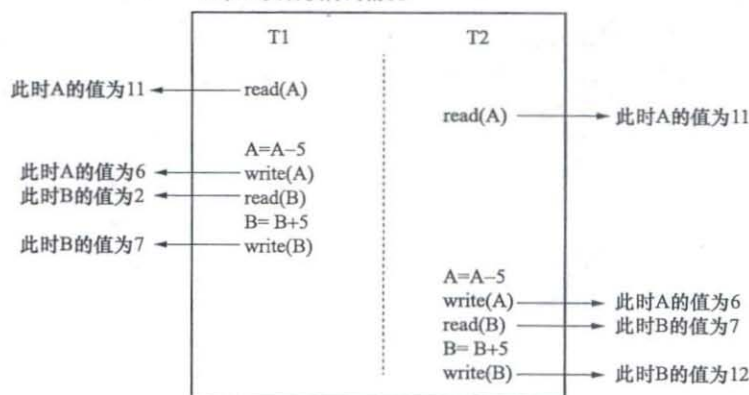 T1 T2
此时A的值为11 read(A)
read(A) 此时A的值为11
A=A−5
此时A的值为6 write(A)
此时B的值为2 read(B)
B= B+5
此时B的值为7 write(B)
A=A−5
write(A) 此时A的值为6
read(B) 此时B的值为7
B= B+5
write(B) 此时B的值为12